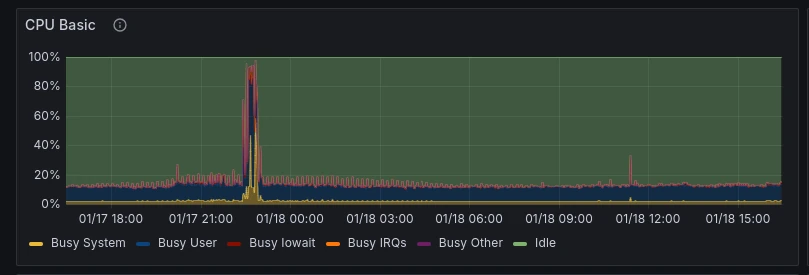 CPU Basic
100%
80%
60%
40%
20%
0%
01/17 18:00 01/17 21:00 01/18 00:00 01/18 03:00 01/18 06:00 01/18 09:00 01/18 12:00 01/18 15:00
Busy System Busy User Busy Iowait Busy IRQs Busy Other Idle